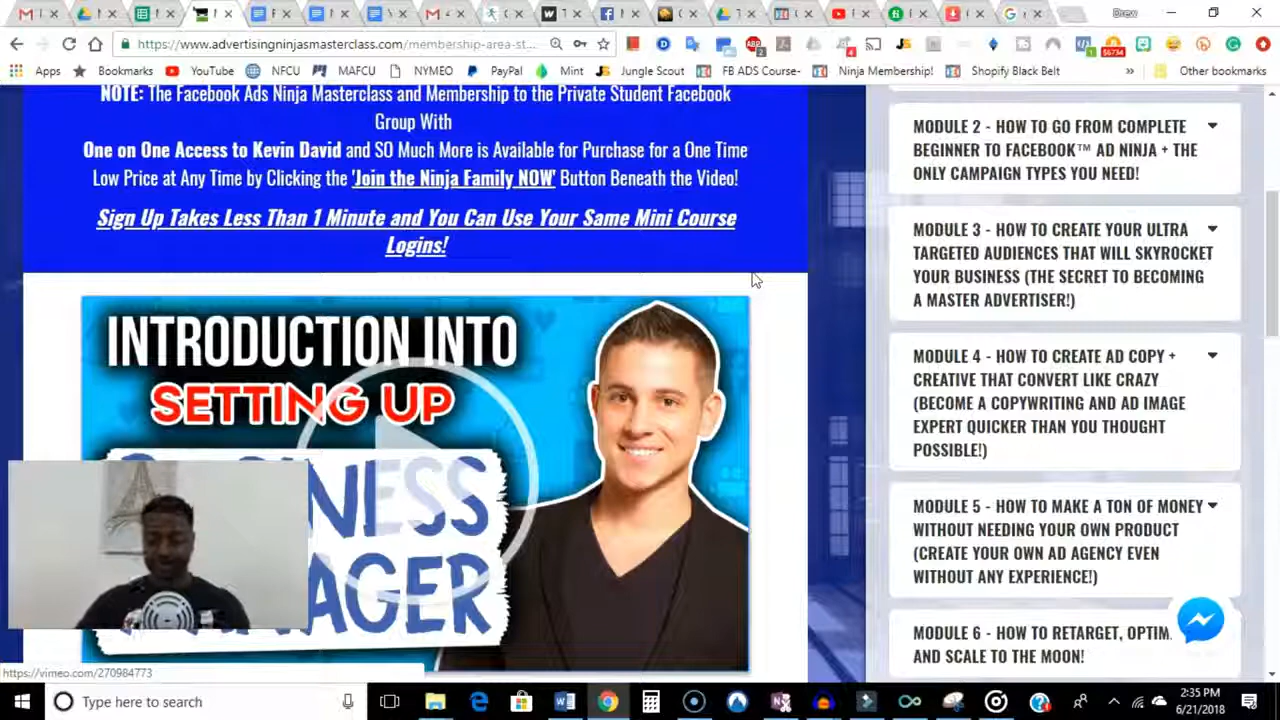 Drew
https://www.advertisingninjasmasterclass.com/membership-area-st...
Apps
Bookmarks
YouTube
NFCU
MAFCU
NYMEO
PayPal
Mint
Jungle Scout
FB ADS Course-
Ninja Membership!
Shopify Black Belt
»
Other bookmarks
NOTE: The Facebook Ads Ninja Masterclass and Membership to the Private Student Facebook
Group With
One on One Access to Kevin David and SO Much More is Available for Purchase for a One Time
Low Price at Any Time by Clicking the 'Join the Ninja Family NOW' Button Beneath the Video!
Sign Up Takes Less Than 1 Minute and You Can Use Your Same Mini Course
Logins!
INTRODUCTION INTO
SETTING UP
MODULE 2 - HOW TO GO FROM COMPLETE
BEGINNER TO FACEBOOK™ AD NINJA + THE
ONLY CAMPAIGN TYPES YOU NEED!
MODULE 3 - HOW TO CREATE YOUR ULTRA
TARGETED AUDIENCES THAT WILL SKYROCKET
YOUR BUSINESS (THE SECRET TO BECOMING
A MASTER ADVERTISER!)
MODULE 4 - HOW TO CREATE AD COPY +
CREATIVE THAT CONVERT LIKE CRAZY
(BECOME A COPYWRITING AND AD IMAGE
EXPERT QUICKER THAN YOU THOUGHT
POSSIBLE!)
MODULE 5 - HOW TO MAKE A TON OF MONEY
WITHOUT NEEDING YOUR OWN PRODUCT
(CREATE YOUR OWN AD AGENCY EVEN
WITHOUT ANY EXPERIENCE!)
MODULE 6 - HOW TO RETARGET, OPTIM
AND SCALE TO THE MOON!
https://vimeo.com/270984773
Type here to search
2:35 PM
6/21/2018